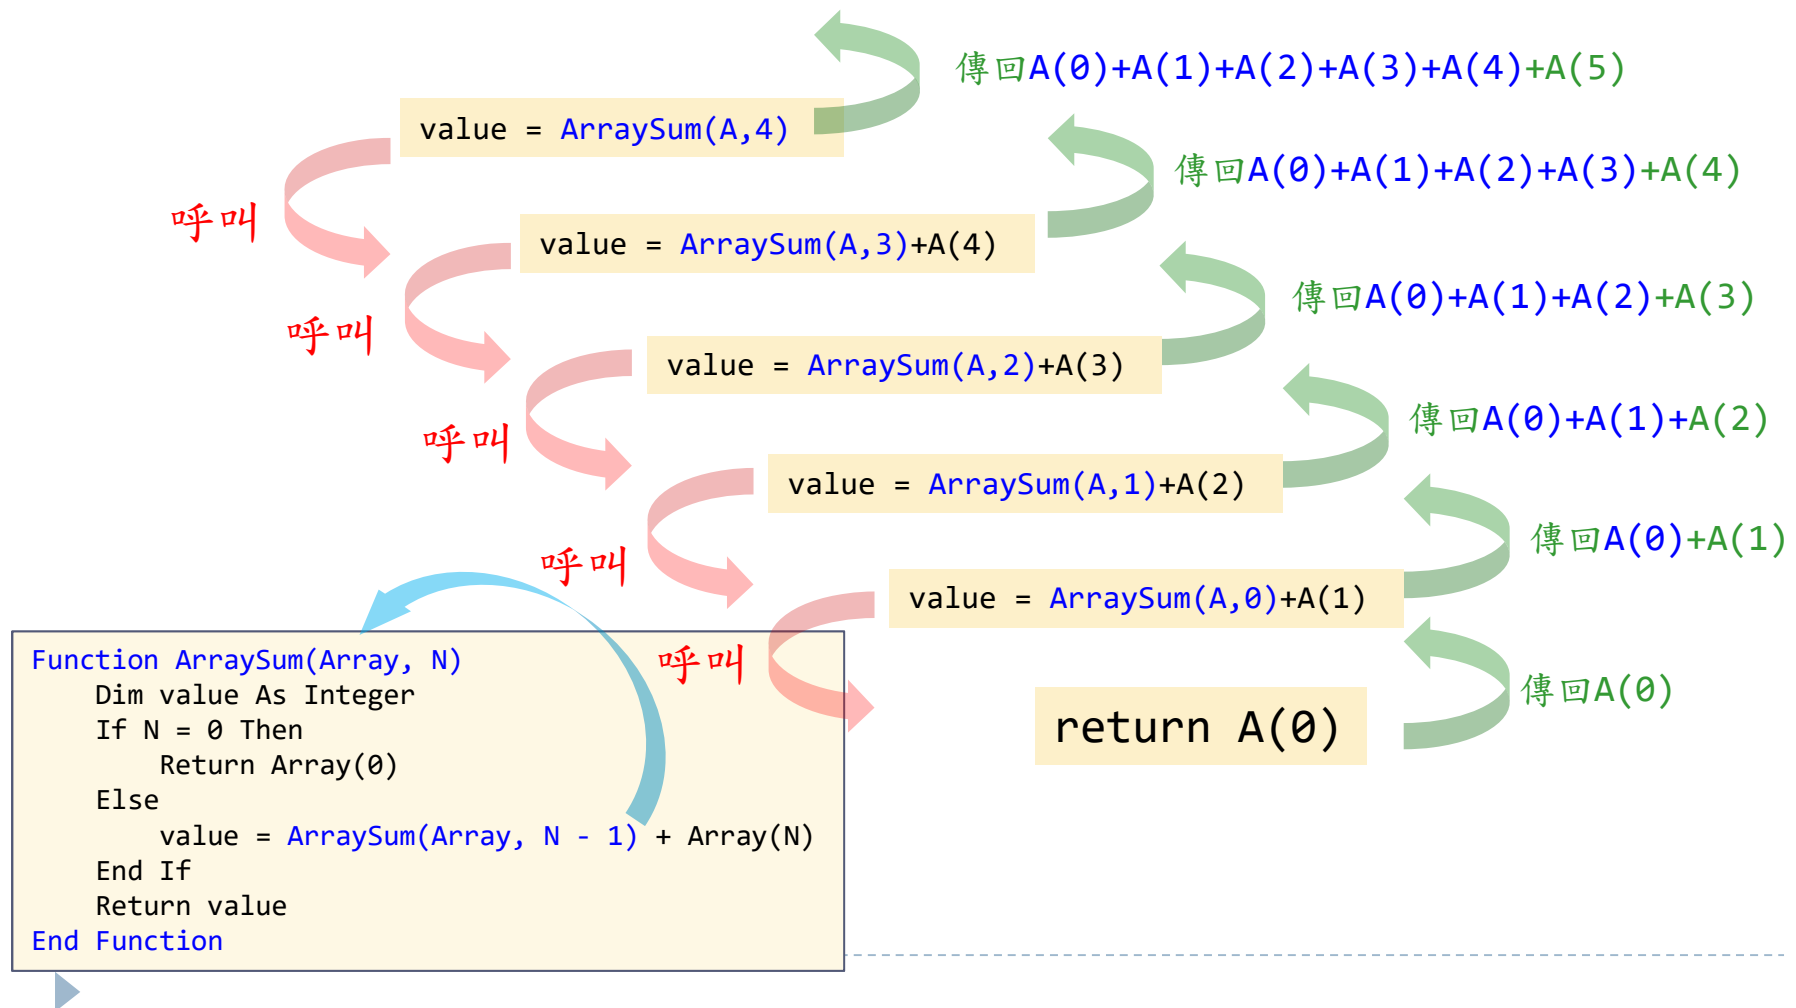 傳回A(0)+A(1)+A(2)+A(3)+A(4)+A(5)
value = ArraySum(A,4)
傳回A(0)+A(1)+A(2)+A(3)+A(4)
呼叫
value = ArraySum(A,3)+A(4)
傳回A(0)+A(1)+A(2)+A(3)
呼叫
value = ArraySum(A,2)+A(3)
傳回A(0)+A(1)+A(2)
呼叫
value = ArraySum(A,1)+A(2)
傳回A(0)+A(1)
呼叫
value = ArraySum(A,0)+A(1)
呼叫
傳回A(0)
return A(0)
Function ArraySum(Array, N)
    Dim value As Integer
    If N = 0 Then
        Return Array(0)
    Else
        value = ArraySum(Array, N - 1) + Array(N)
    End If
    Return value
End Function